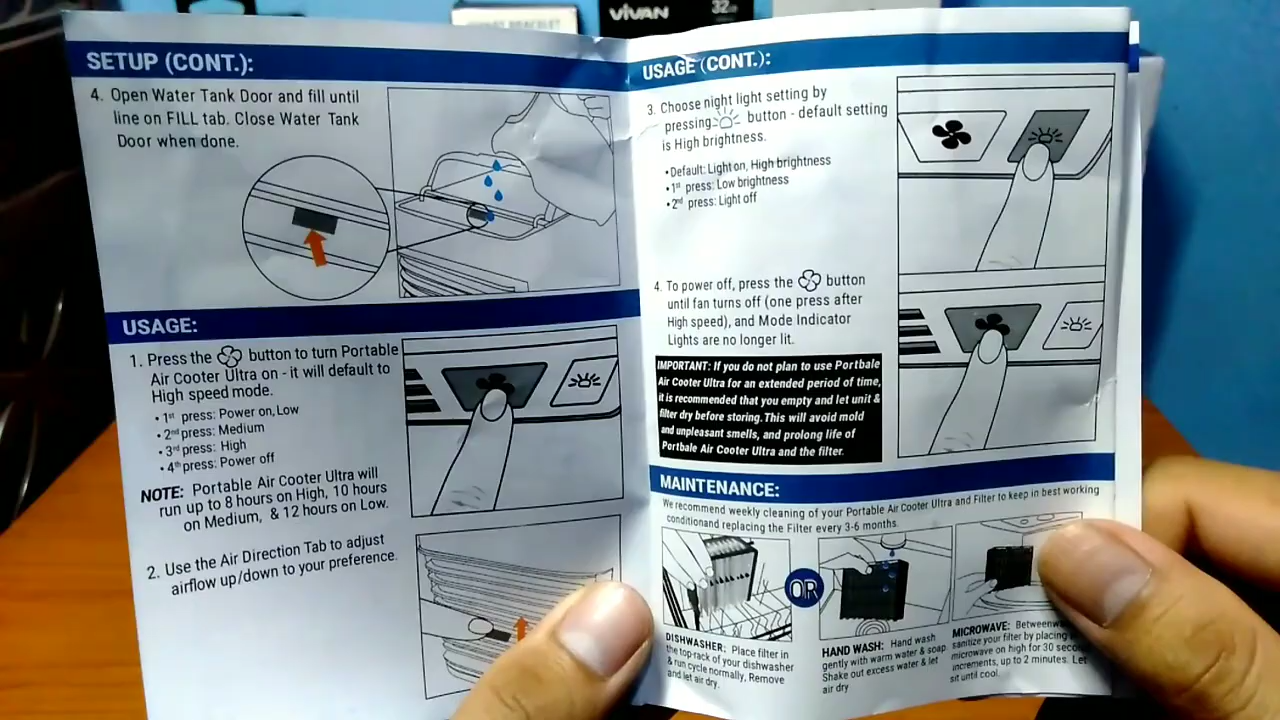 BRACELET
VIVAN
32
SETUP (CONT.):
4. Open Water Tank Door and fill until
line on FILL tab. Close Water Tank
Door when done.
USAGE:
1. Press the button to turn Portable
Air Cooter Ultra on - it will default to
High speed mode.
• 1st press: Power on, Low
• 2nd press: Medium
• 3rd press: High
• 4th press: Power off
NOTE: Portable Air Cooter Ultra will
run up to 8 hours on High, 10 hours
on Medium, & 12 hours on Low.
2. Use the Air Direction Tab to adjust
airflow up/down to your preference.
USAGE (CONT.):
3. Choose night light setting by
pressing button - default setting
is High brightness.
• Default: Light on, High brightness
• 1st press: Low brightness
• 2nd press: Light off
4. To power off, press the button
until fan turns off (one press after
High speed), and Mode Indicator
Lights are no longer lit.
IMPORTANT: If you do not plan to use Portbale
Air Cooter Ultra for an extended period of time,
it is recommended that you empty and let unit &
filter dry before storing. This will avoid mold
and unpleasant smells, and prolong life of
Portbale Air Cooter Ultra and the filter.
MAINTENANCE:
We recommend weekly cleaning of your Portable Air Cooter Ultra and Filter to keep in best working
conditionand replacing the Filter every 3-6 months.
OR
DISHWASHER: Place filter in
the top-rack of your dishwasher
& run cycle normally, Remove
and let air dry.
HAND WASH: Hand wash
gently with warm water & soap
Shake out excess water & let
air dry
MICROWAVE:
sanitize your filter by placing
microwave on high for 30
increments, up to 2 minutes. Let
sit until cool.